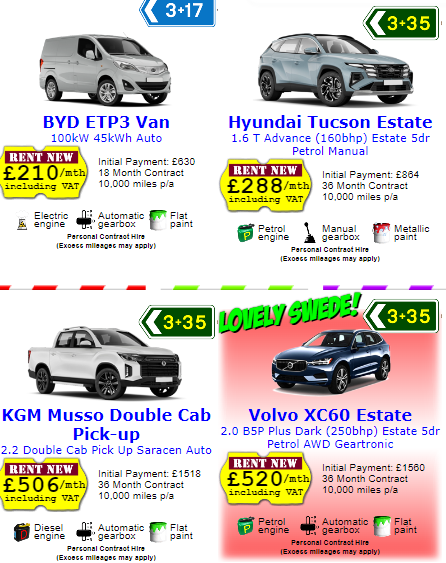 3+17
BYD ETP3 Van
100kW 45kWh Auto
RENT NEW
£210/mth
including VAT
Initial Payment: £630
18 Month Contract
10,000 miles p/a
Electric engine
Automatic gearbox
Flat paint
Personal Contract Hire
(Excess mileages may apply)
3+35
Hyundai Tucson Estate
1.6 T Advance (160bhp) Estate 5dr
Petrol Manual
RENT NEW
£288/mth
including VAT
Initial Payment: £864
36 Month Contract
10,000 miles p/a
Petrol engine
Manual gearbox
Metallic paint
Personal Contract Hire
(Excess mileages may apply)
3+35
KGM Musso Double Cab
Pick-up
2.2 Double Cab Pick Up Saracen Auto
RENT NEW
£506/mth
including VAT
Initial Payment: £1518
36 Month Contract
10,000 miles p/a
Diesel engine
Automatic gearbox
Flat paint
Personal Contract Hire
(Excess mileages may apply)
LOVELY SWEDE!
3+35
Volvo XC60 Estate
2.0 B5P Plus Dark (250bhp) Estate 5dr
Petrol AWD Geartronic
RENT NEW
£520/mth
including VAT
Initial Payment: £1560
36 Month Contract
10,000 miles p/a
Petrol engine
Automatic gearbox
Flat paint
Personal Contract Hire
(Excess mileages may apply)